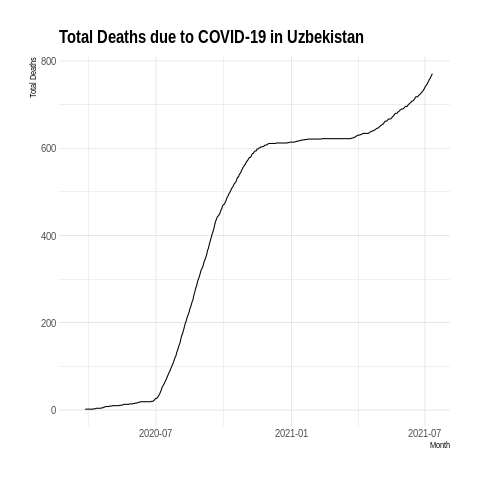 Total Deaths due to COVID-19 in Uzbekistan
Total Deaths
800
600
400
200
0
2020-07
2021-01
2021-07
Month